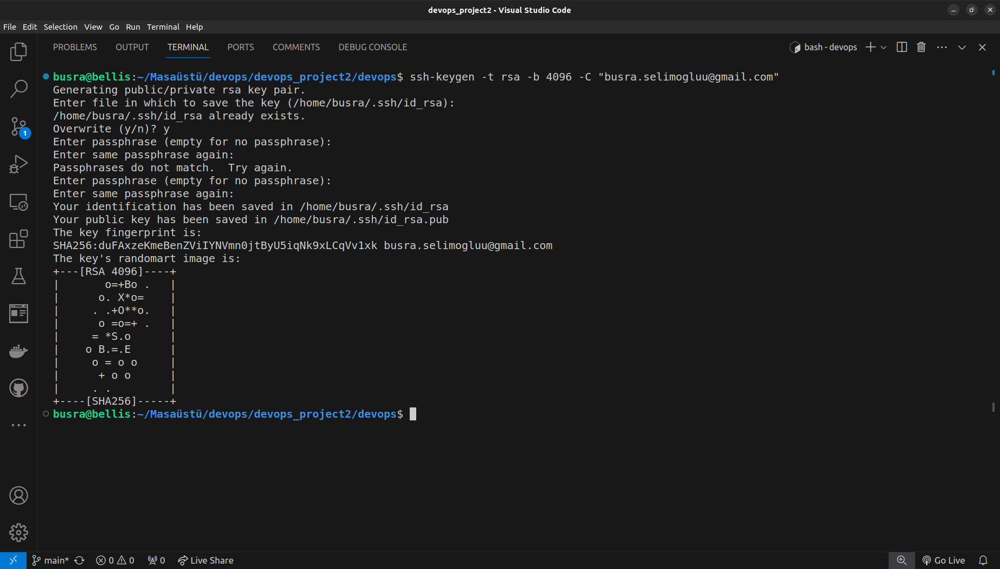 devops_project2 - Visual Studio Code
File Edit Selection View Go Run Terminal Help
PROBLEMS OUTPUT TERMINAL PORTS COMMENTS DEBUG CONSOLE bash - devops
busra@bellis:~/Masaüstü/devops/devops_project2/devops$ ssh-keygen -t rsa -b 4096 -C "busra.selimogluu@gmail.com"
Generating public/private rsa key pair.
Enter file in which to save the key (/home/busra/.ssh/id_rsa):
/home/busra/.ssh/id_rsa already exists.
Overwrite (y/n)? y
Enter passphrase (empty for no passphrase):
Enter same passphrase again:
Passphrases do not match.  Try again.
Enter passphrase (empty for no passphrase):
Enter same passphrase again:
Your identification has been saved in /home/busra/.ssh/id_rsa
Your public key has been saved in /home/busra/.ssh/id_rsa.pub
The key fingerprint is:
SHA256:duFAxzeKmeBenZViIYNVmn0jtByU5iqNk9xLCqVv1xk busra.selimogluu@gmail.com
The key's randomart image is:
+---[RSA 4096]----+
|       o=+Bo .   |
|      o. X*o=    |
|     . .+O**o.   |
|      o =o=+ .   |
|     = *S.o      |
|    o B.=.E      |
|     o = o o     |
|      + o o      |
|     . .         |
+----[SHA256]-----+
busra@bellis:~/Masaüstü/devops/devops_project2/devops$
1
main* 0 0 0 Live Share Go Live